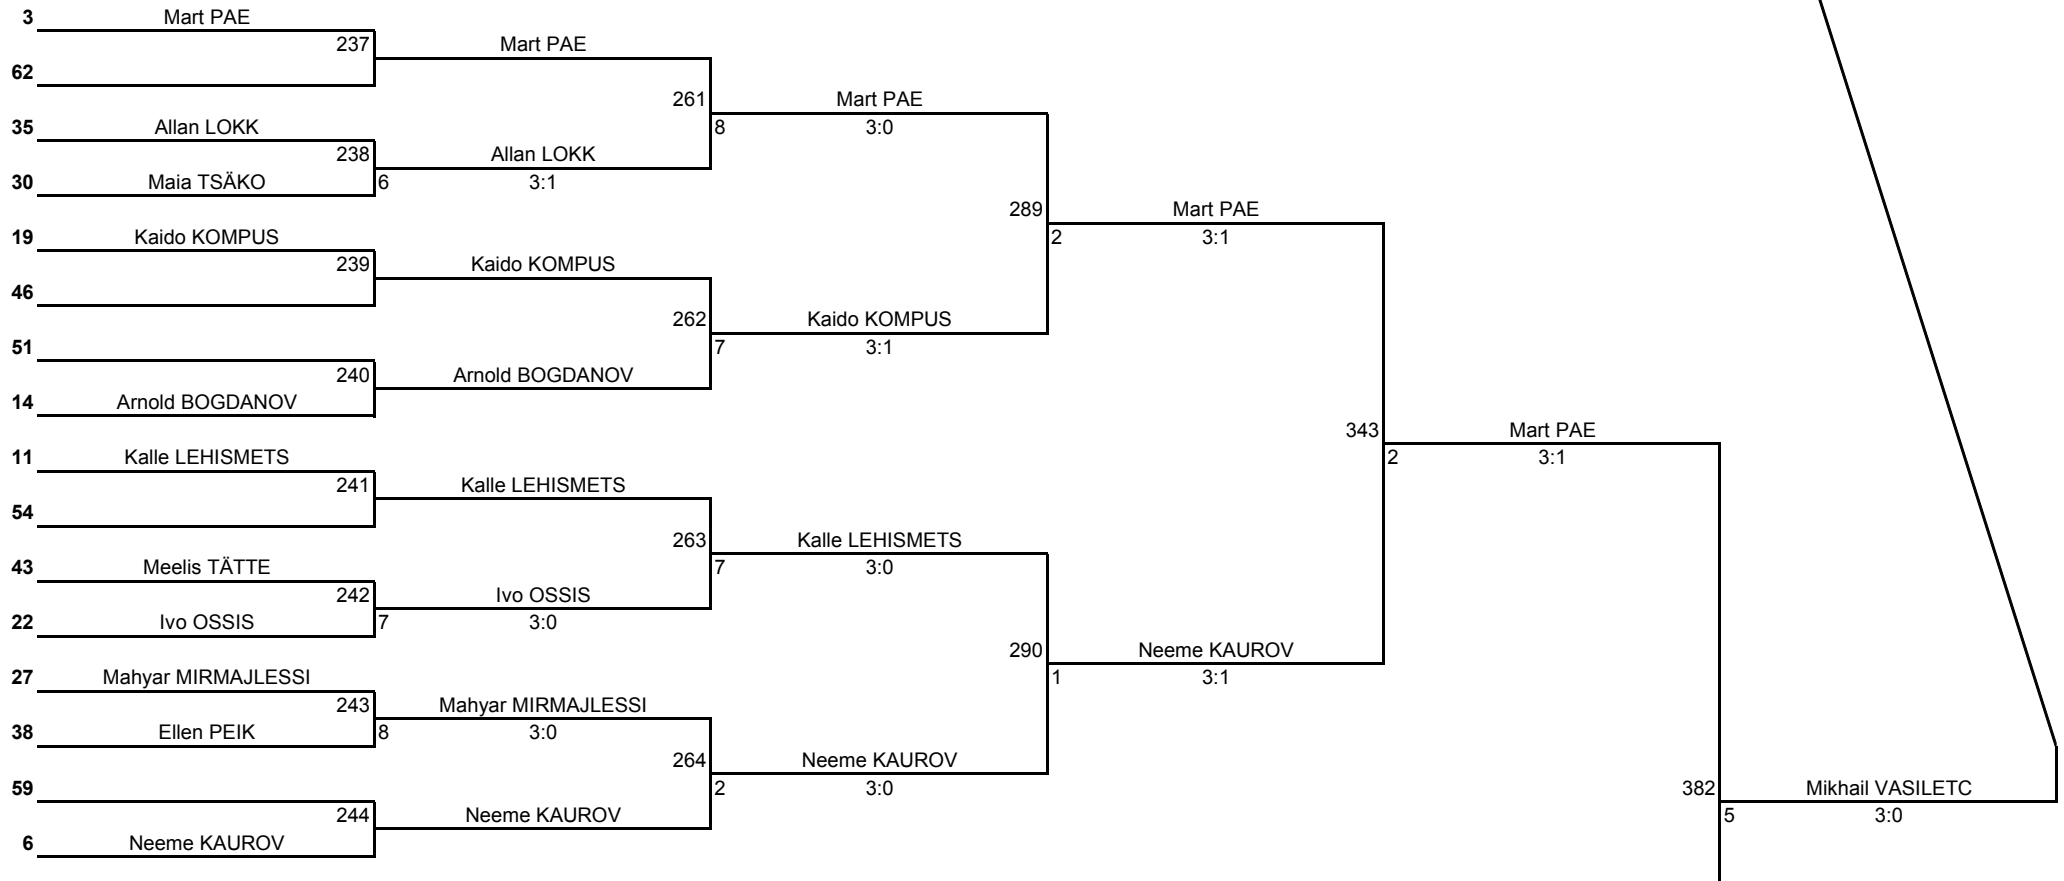 3 Mart PAE
237 Mart PAE
62
261 Mart PAE
35 Allan LOKK 8 3:0
238 Allan LOKK
30 Maia TSÄKO 6 3:1
289 Mart PAE
19 Kaido KOMPUS 2 3:1
239 Kaido KOMPUS
46
262 Kaido KOMPUS
51 7 3:1
240 Arnold BOGDANOV
14 Arnold BOGDANOV
343 Mart PAE
11 Kalle LEHISMETS 2 3:1
241 Kalle LEHISMETS
54
263 Kalle LEHISMETS
43 Meelis TÄTTE 7 3:0
242 Ivo OSSIS
22 Ivo OSSIS 7 3:0
290 Neeme KAUROV
27 Mahyar MIRMAJLESSI 1 3:1
243 Mahyar MIRMAJLESSI
38 Ellen PEIK 8 3:0
264 Neeme KAUROV
59 2 3:0 382 Mikhail VASILETC
244 Neeme KAUROV 5 3:0
6 Neeme KAUROV